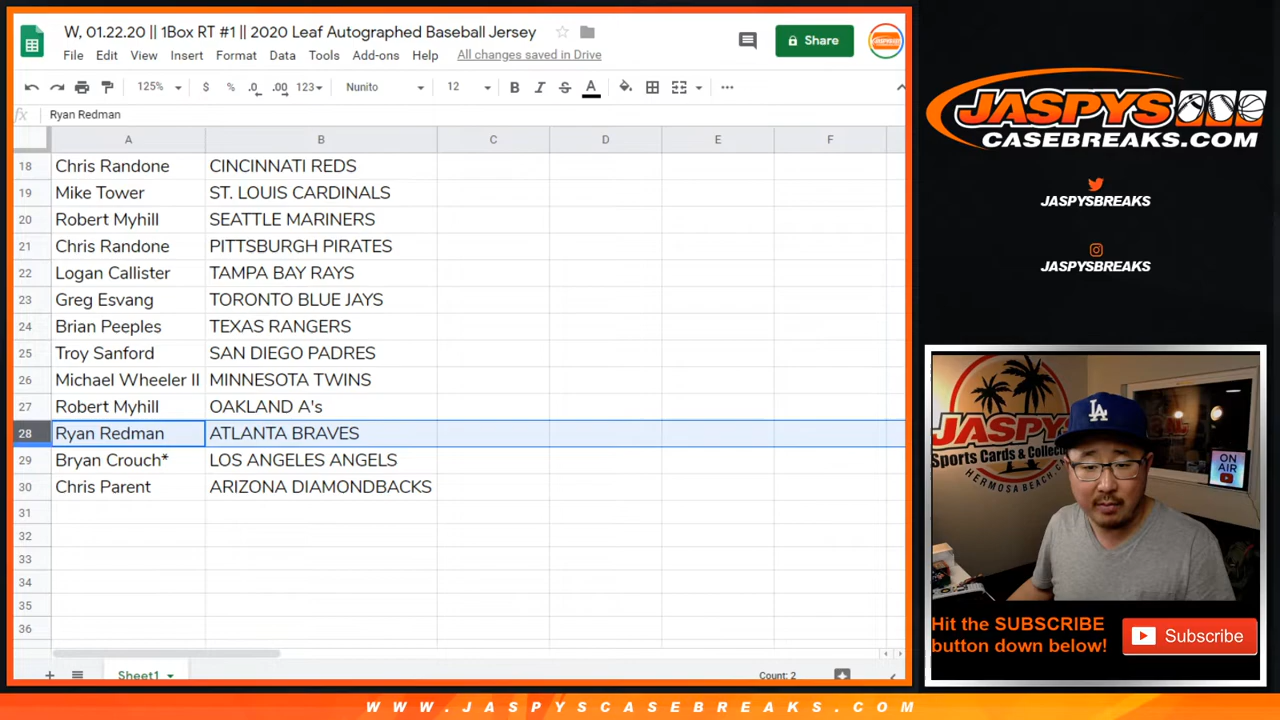 W, 01.22.20 || 1Box RT #1 || 2020 Leaf Autographed Baseball Jersey
File Edit View Insert Format Data Tools Add-ons Help All changes saved in Drive
Share
125% $ % .0 .00 123 Nunito 12 B I S A
fx Ryan Redman
A B C D E F
18 Chris Randone CINCINNATI REDS
19 Mike Tower ST. LOUIS CARDINALS
20 Robert Myhill SEATTLE MARINERS
21 Chris Randone PITTSBURGH PIRATES
22 Logan Callister TAMPA BAY RAYS
23 Greg Esvang TORONTO BLUE JAYS
24 Brian Peeples TEXAS RANGERS
25 Troy Sanford SAN DIEGO PADRES
26 Michael Wheeler II MINNESOTA TWINS
27 Robert Myhill OAKLAND A's
28 Ryan Redman ATLANTA BRAVES
29 Bryan Crouch* LOS ANGELES ANGELS
30 Chris Parent ARIZONA DIAMONDBACKS
31
32
33
34
35
36
Sheet1 Count: 2
JASPYS
CASEBREAKS.COM
JASPYSBREAKS
JASPYSBREAKS
JASPYS
Sports Cards & Collec
HERMOSA BEACH, CA
LA
ON
AIR
Hit the SUBSCRIBE
button down below!
Subscribe
WWW.JASPYSCASEBREAKS.COM